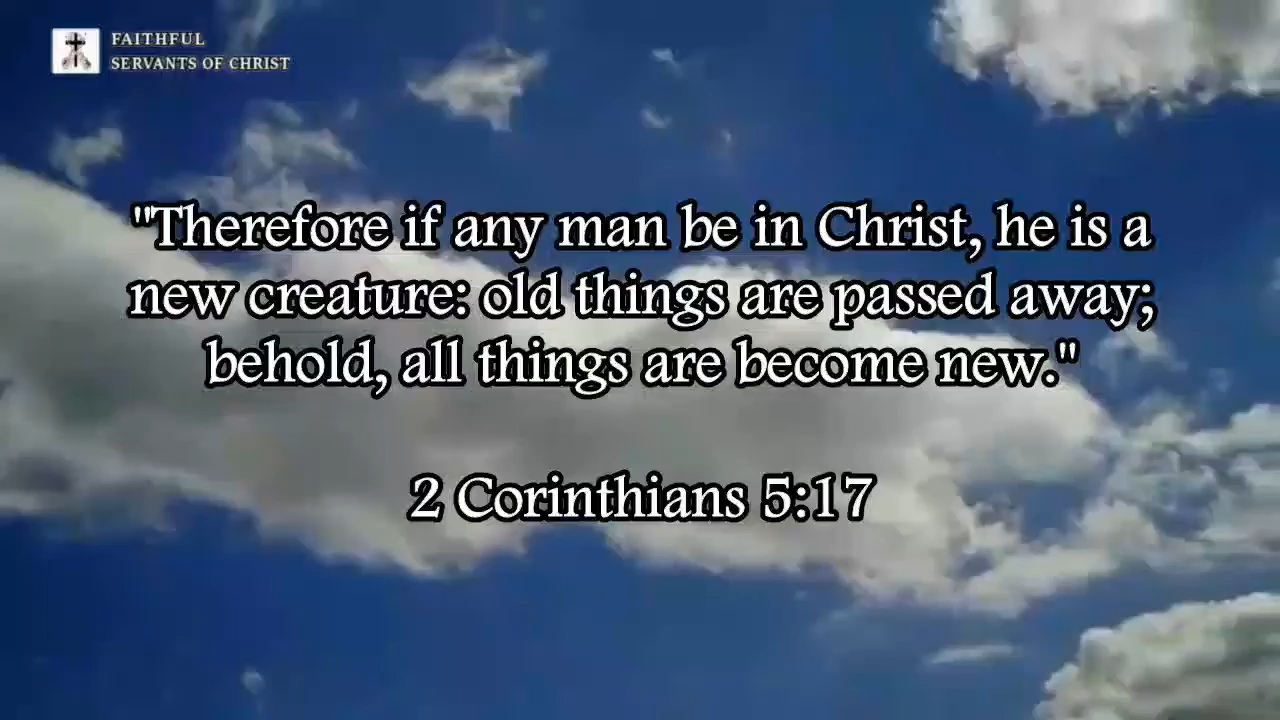 FAITHFUL
SERVANTS OF CHRIST
"Therefore if any man be in Christ, he is a
new creature: old things are passed away;
behold, all things are become new."
2 Corinthians 5:17